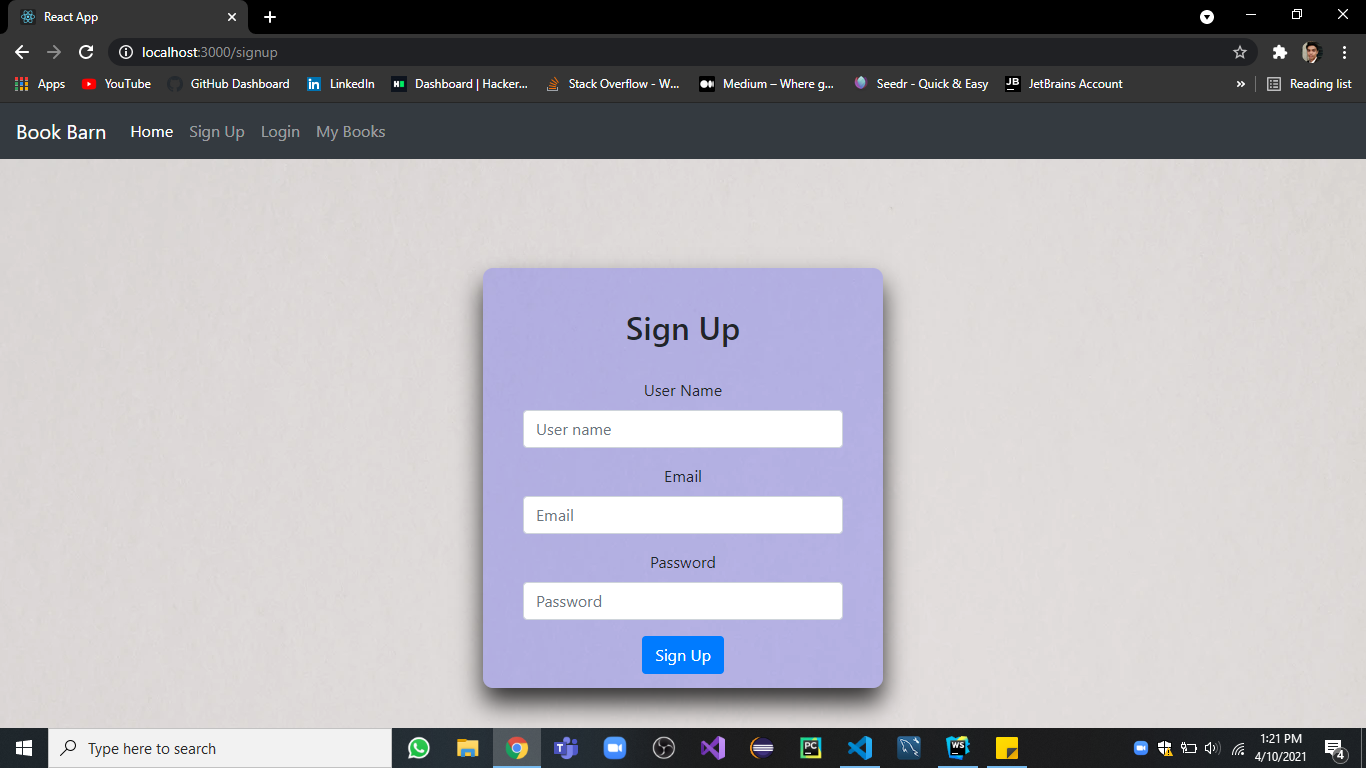 React App
localhost:3000/signup
Apps YouTube GitHub Dashboard LinkedIn Dashboard | Hacker... Stack Overflow - W... Medium – Where g... Seedr - Quick & Easy JetBrains Account » Reading list
Book Barn Home Sign Up Login My Books
Sign Up
User Name
User name
Email
Email
Password
Password
Sign Up
Type here to search
1:21 PM
4/10/2021
4